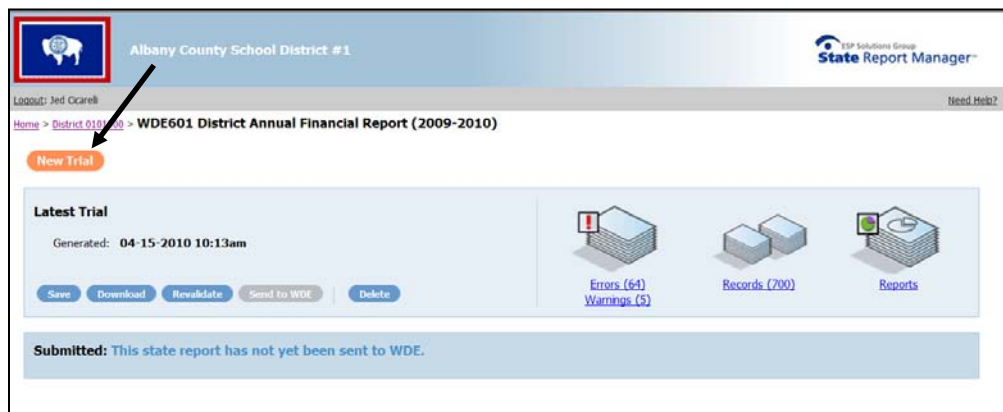 Albany County School District #1
ESP Solutions Group
State Report Manager
Logout: Jed Cicareli
Need Help?
Home > District 0101000 > WDE601 District Annual Financial Report (2009-2010)
New Trial
Latest Trial
Generated: 04-15-2010 10:13am
Save Download Revalidate Send to WDE Delete
Errors (64)
Warnings (5)
Records (700)
Reports
Submitted: This state report has not yet been sent to WDE.